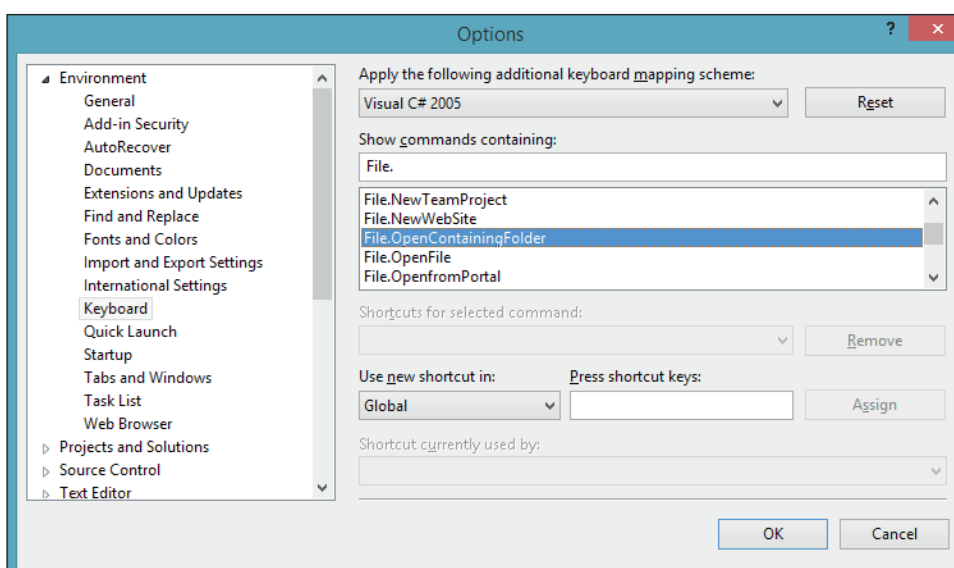 Options
?
×
Environment
General
Add-in Security
AutoRecover
Documents
Extensions and Updates
Find and Replace
Fonts and Colors
Import and Export Settings
International Settings
Keyboard
Quick Launch
Startup
Tabs and Windows
Task List
Web Browser
Projects and Solutions
Source Control
Text Editor
Apply the following additional keyboard mapping scheme:
Visual C# 2005
Reset
Show commands containing:
File.
File.NewTeamProject
File.NewWebSite
File.OpenContainingFolder
File.OpenFile
File.OpenfromPortal
Shortcuts for selected command:
Remove
Use new shortcut in:
Press shortcut keys:
Global
Assign
Shortcut currently used by:
OK
Cancel